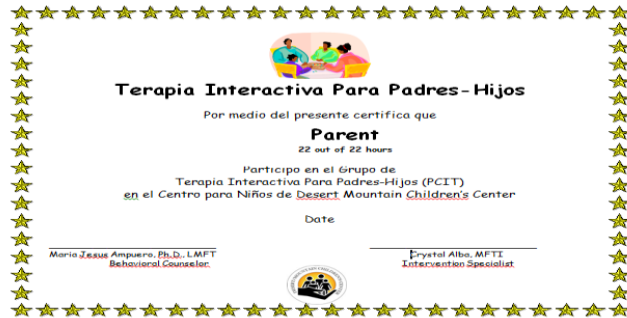 Terapia Interactiva Para Padres-Hijos
Por medio del presente certifica que
Parent
22 out of 22 hours
Participo en el Grupo de
Terapia Interactiva Para Padres-Hijos (PCIT)
en el Centro para Niños de Desert Mountain Children's Center
Date
Maria Jesus Ampuero, Ph.D., LMFT
Behavioral Counselor
Crystal Alba, MFTI
Intervention Specialist